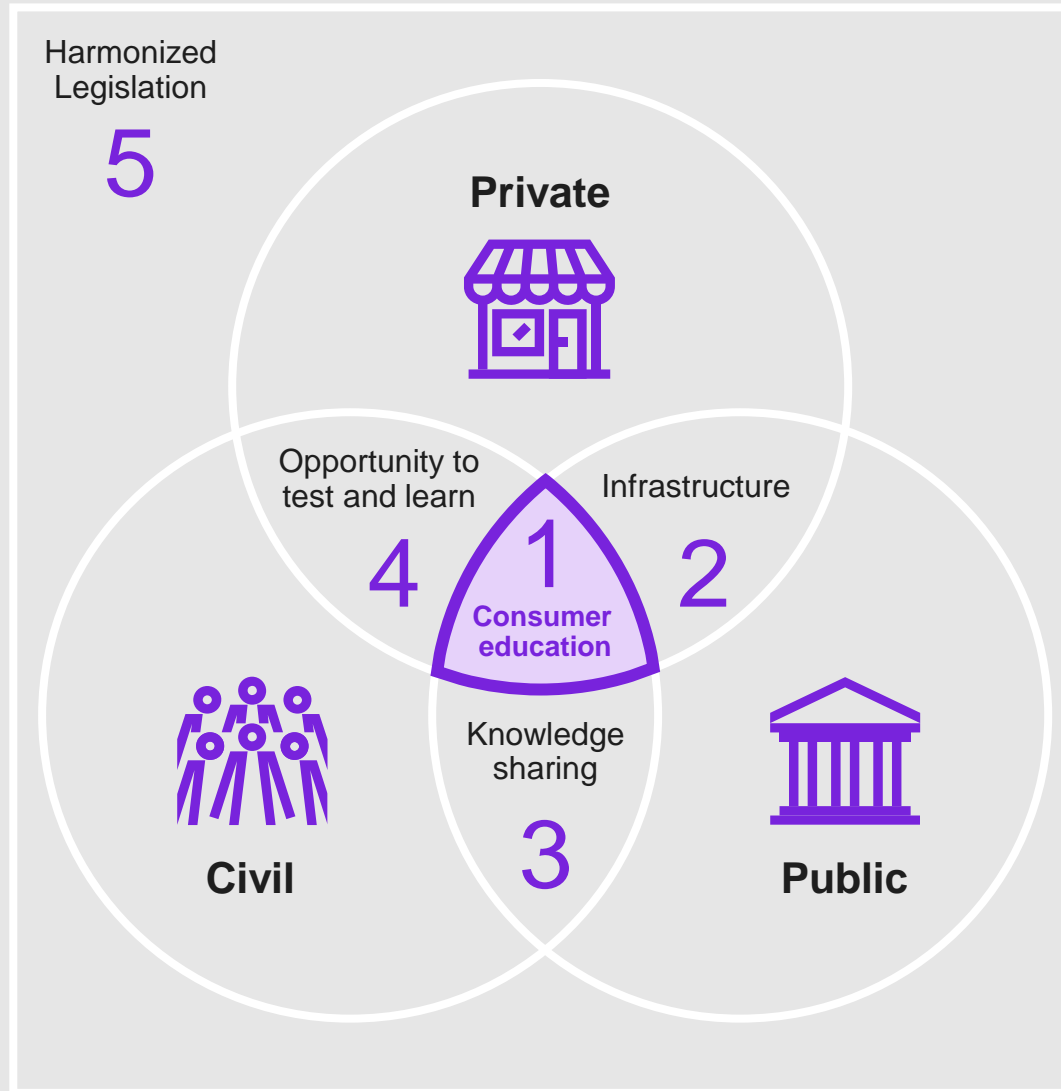 Harmonized
Legislation
5
Private
Opportunity to
test and learn
4
1
Consumer
education
Infrastructure
2
Knowledge
sharing
3
Civil
Public